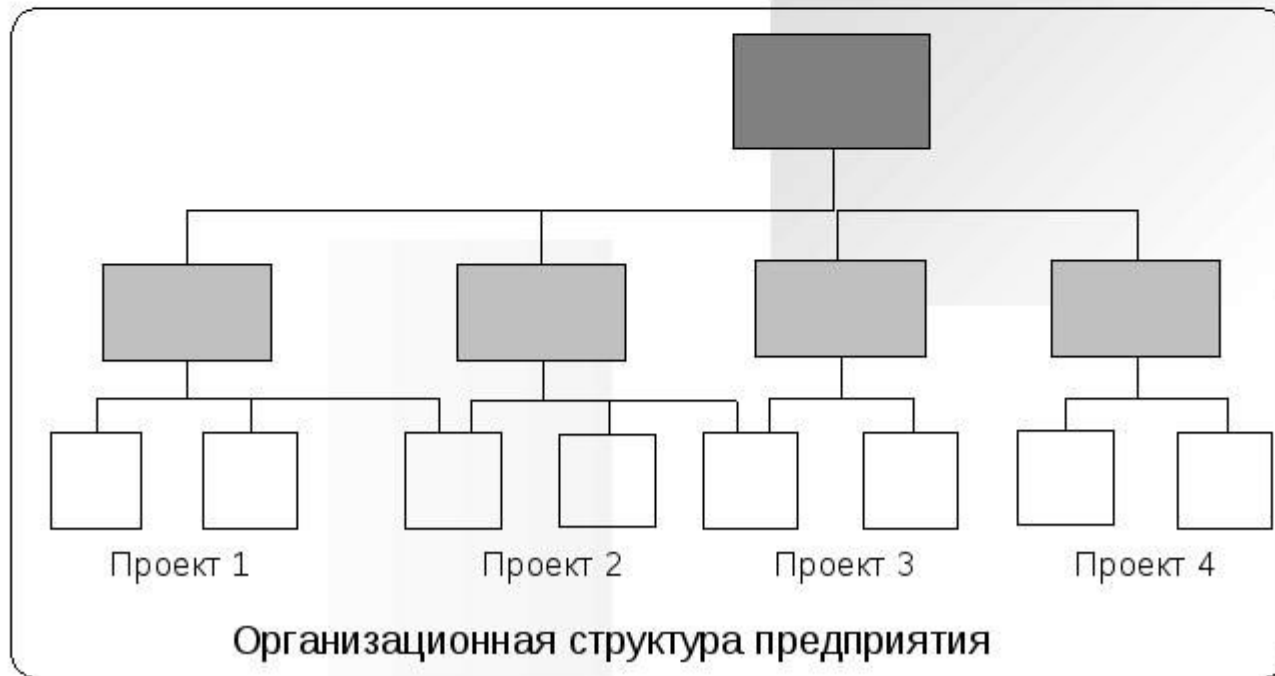 Проект 1
Проект 2
Проект 3
Проект 4
Организационная структура предприятия